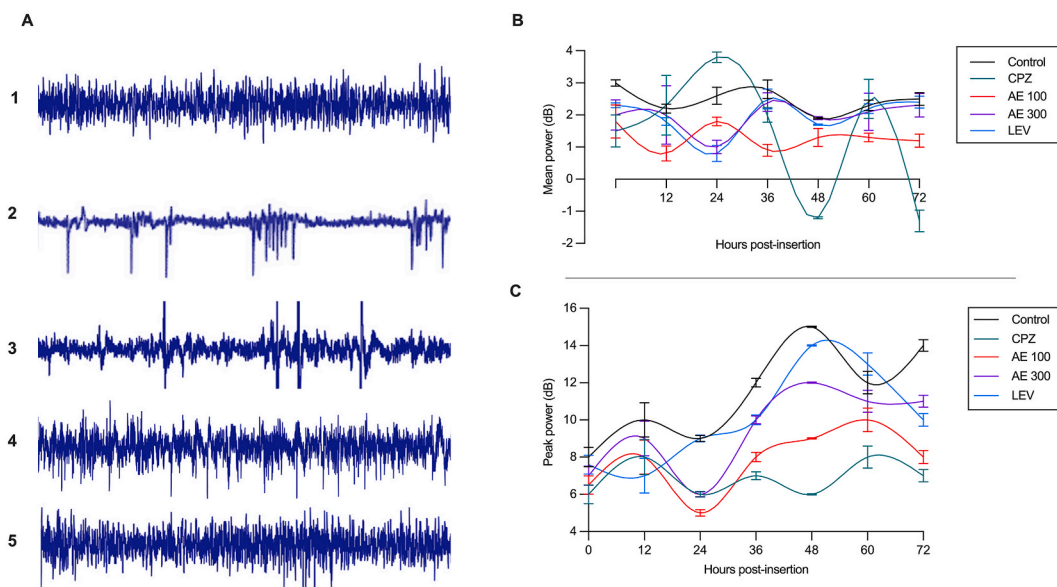 A
1
2
3
4
5
B
Mean power (dB)
4
3
2
1
0
-1
-2
12
24
36
48
60
72
Hours post-insertion
Control
CPZ
AE 100
AE 300
LEV
C
Peak power (dB)
16
14
12
10
8
6
4
0
12
24
36
48
60
72
Hours post-insertion
Control
CPZ
AE 100
AE 300
LEV